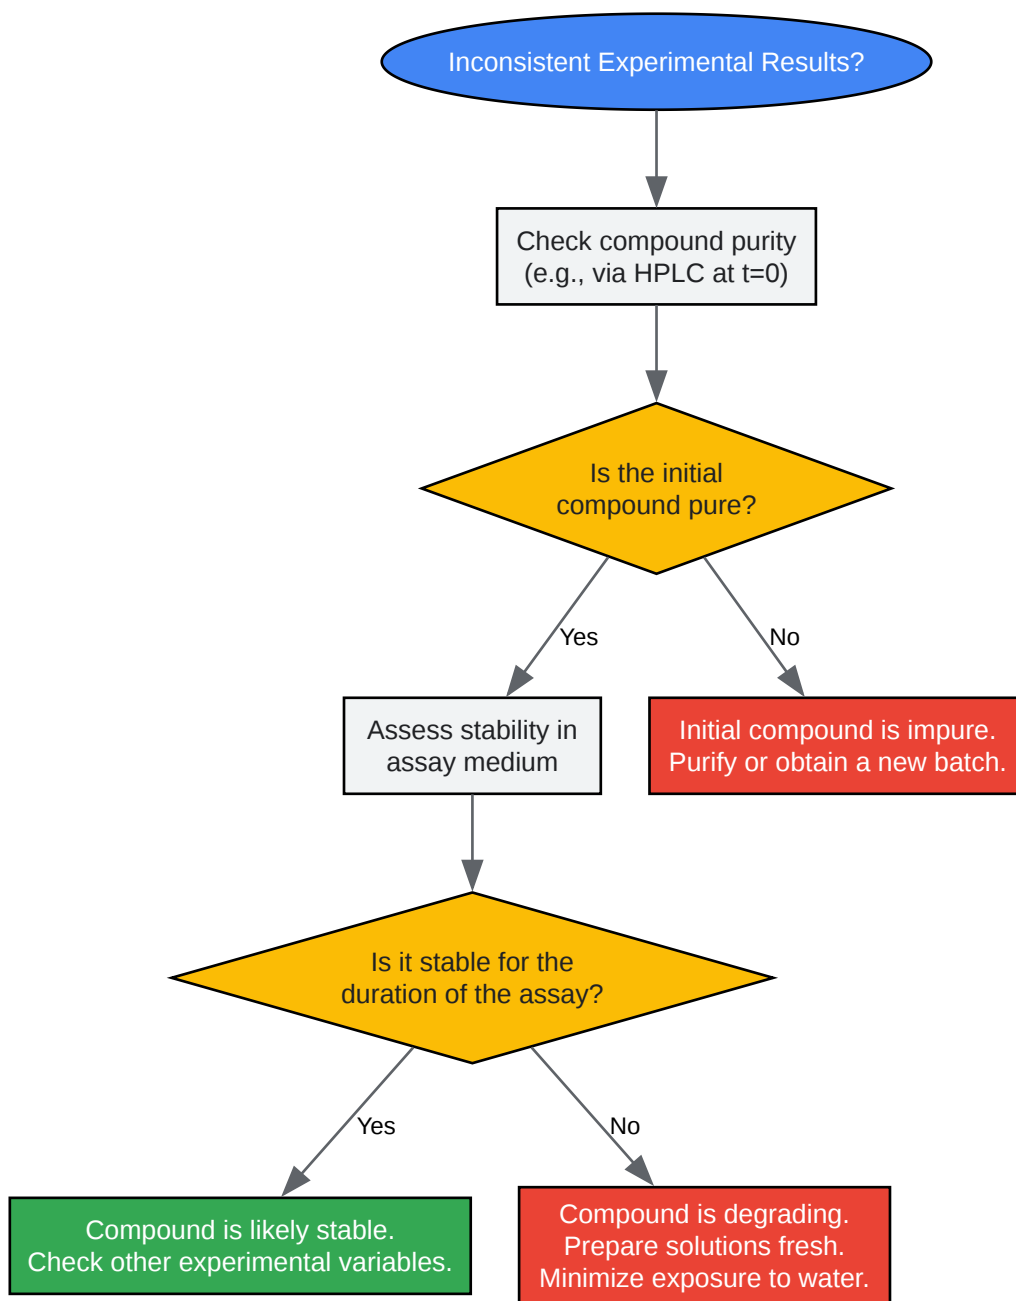 Inconsistent Experimental Results?
Check compound purity
(e.g., via HPLC at t=0)
Is the initial
compound pure?
Yes
No
Assess stability in
assay medium
Initial compound is impure.
Purify or obtain a new batch.
Is it stable for the
duration of the assay?
Yes
No
Compound is likely stable.
Check other experimental variables.
Compound is degrading.
Prepare solutions fresh.
Minimize exposure to water.